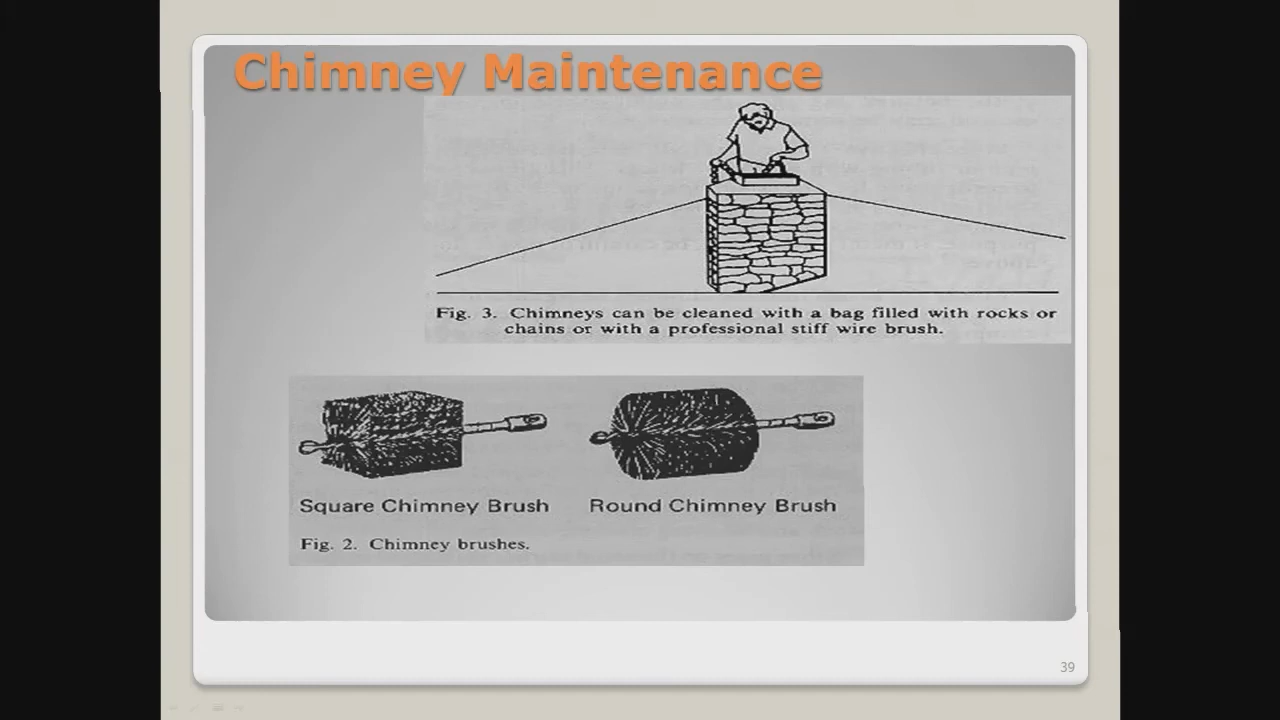 Chimney Maintenance
Fig. 3. Chimneys can be cleaned with a bag filled with rocks or
chains or with a professional stiff wire brush.
Square Chimney Brush
Round Chimney Brush
Fig. 2. Chimney brushes.
39